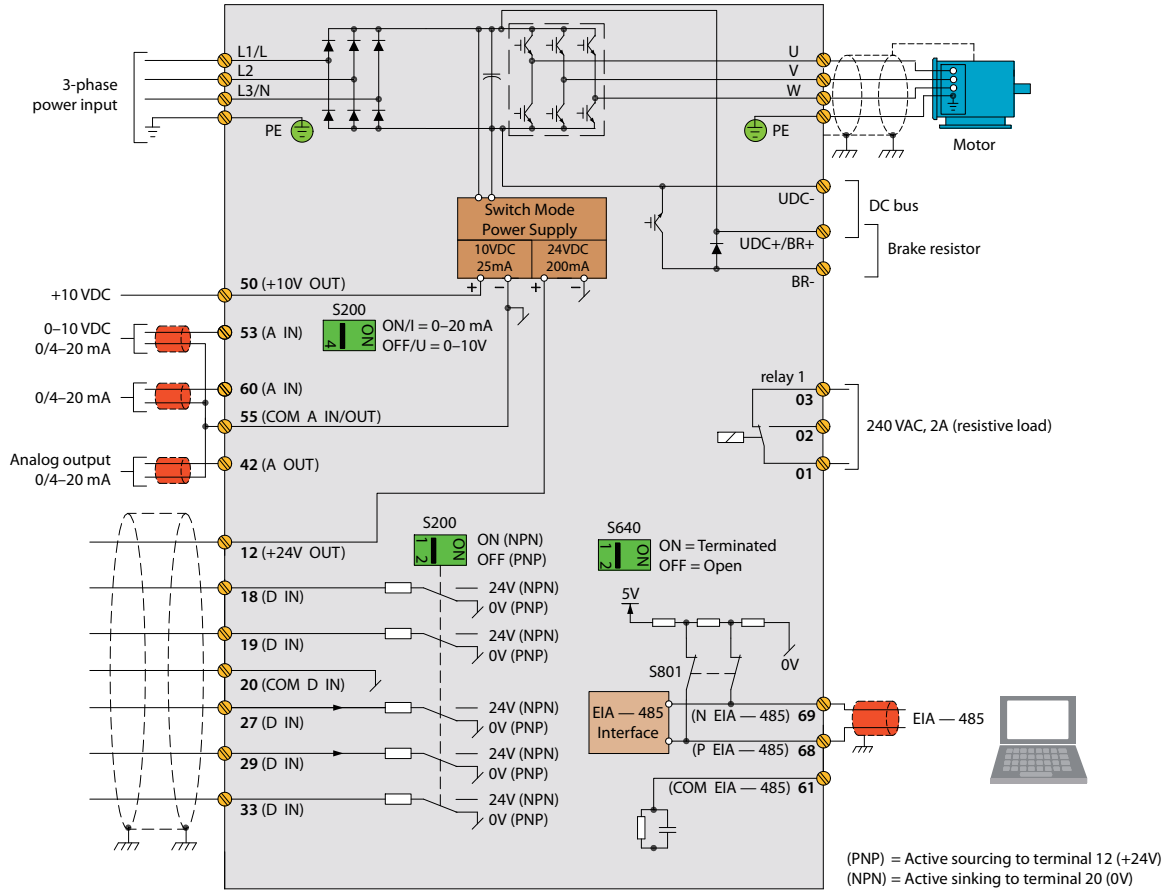 3-phase
power input
L1/L
L2
L3/N
PE
U
V
W
PE
Motor
UDC-
DC bus
UDC+/BR+
Brake resistor
BR-
Switch Mode
Power Supply
10VDC
25mA
24VDC
200mA
+ − + −
+10 VDC
50 (+10V OUT)
0–10 VDC
0/4–20 mA
53 (A IN)
S200
ON
4
ON/I = 0–20 mA
OFF/U = 0–10V
0/4–20 mA
60 (A IN)
55 (COM A IN/OUT)
Analog output
0/4–20 mA
42 (A OUT)
relay 1
03
02
01
240 VAC, 2A (resistive load)
12 (+24V OUT)
S200
ON
1 2
ON (NPN)
OFF (PNP)
S640
ON
1 2
ON = Terminated
OFF = Open
18 (D IN)
24V (NPN)
0V (PNP)
19 (D IN)
24V (NPN)
0V (PNP)
20 (COM D IN)
27 (D IN)
24V (NPN)
0V (PNP)
29 (D IN)
24V (NPN)
0V (PNP)
33 (D IN)
24V (NPN)
0V (PNP)
5V
0V
S801
EIA — 485
Interface
(N EIA — 485) 69
(P EIA — 485) 68
(COM EIA — 485) 61
EIA — 485
(PNP) = Active sourcing to terminal 12 (+24V)
(NPN) = Active sinking to terminal 20 (0V)